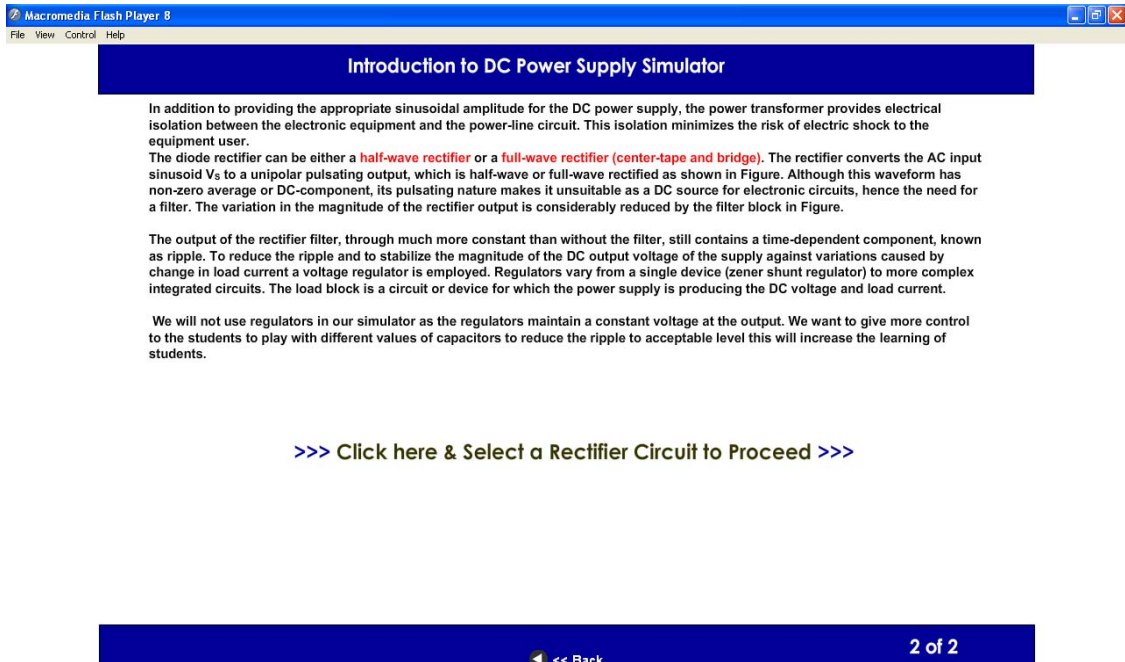 Macromedia Flash Player 8
File View Control Help
Introduction to DC Power Supply Simulator
In addition to providing the appropriate sinusoidal amplitude for the DC power supply, the power transformer provides electrical
isolation between the electronic equipment and the power-line circuit. This isolation minimizes the risk of electric shock to the
equipment user.
The diode rectifier can be either a half-wave rectifier or a full-wave rectifier (center-tape and bridge). The rectifier converts the AC input
sinusoid Vs to a unipolar pulsating output, which is half-wave or full-wave rectified as shown in Figure. Although this waveform has
non-zero average or DC-component, its pulsating nature makes it unsuitable as a DC source for electronic circuits, hence the need for
a filter. The variation in the magnitude of the rectifier output is considerably reduced by the filter block in Figure.
The output of the rectifier filter, through much more constant than without the filter, still contains a time-dependent component, known
as ripple. To reduce the ripple and to stabilize the magnitude of the DC output voltage of the supply against variations caused by
change in load current a voltage regulator is employed. Regulators vary from a single device (zener shunt regulator) to more complex
integrated circuits. The load block is a circuit or device for which the power supply is producing the DC voltage and load current.
We will not use regulators in our simulator as the regulators maintain a constant voltage at the output. We want to give more control
to the students to play with different values of capacitors to reduce the ripple to acceptable level this will increase the learning of
students.
>>> Click here & Select a Rectifier Circuit to Proceed >>>
2 of 2
<< Back